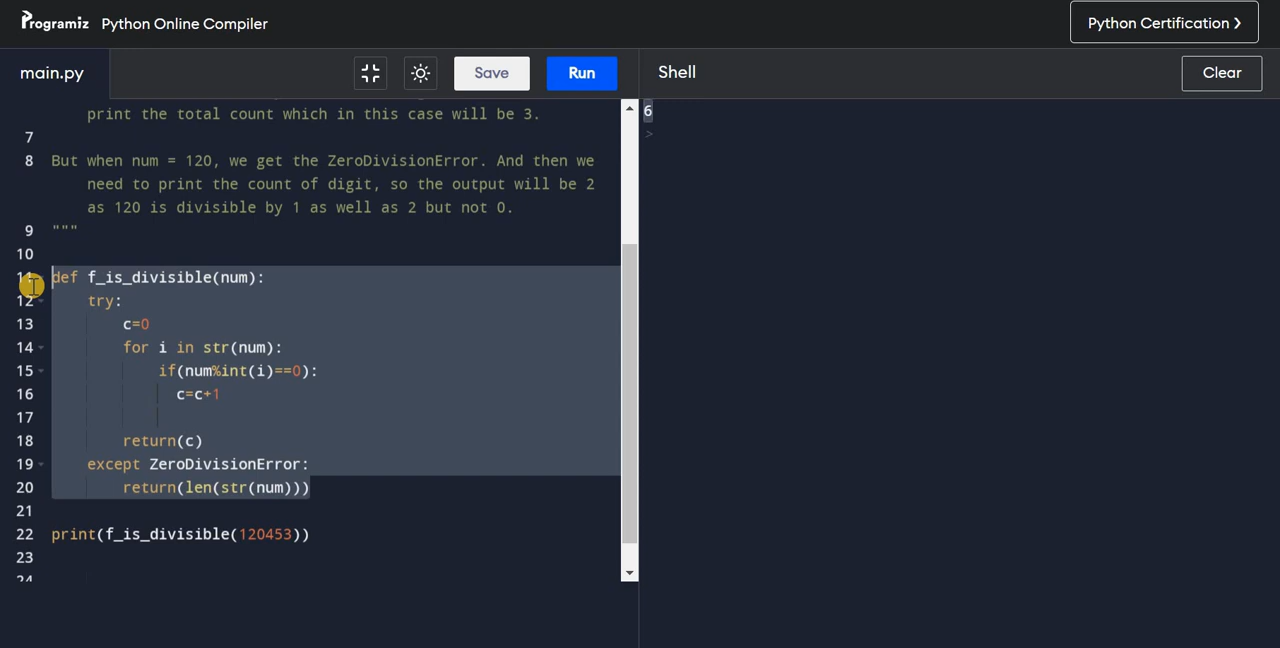 Programiz Python Online Compiler
Python Certification ❯
main.py
Save
Run
Shell
Clear
print the total count which in this case will be 3.
7
8 But when num = 120, we get the ZeroDivisionError. And then we
need to print the count of digit, so the output will be 2
as 120 is divisible by 1 as well as 2 but not 0.
9 """
10
11 def f_is_divisible(num):
12 try:
13 c=0
14 for i in str(num):
15 if(num%int(i)==0):
16 c=c+1
17
18 return(c)
19 except ZeroDivisionError:
20 return(len(str(num)))
21
22 print(f_is_divisible(120453))
23
24
6
>